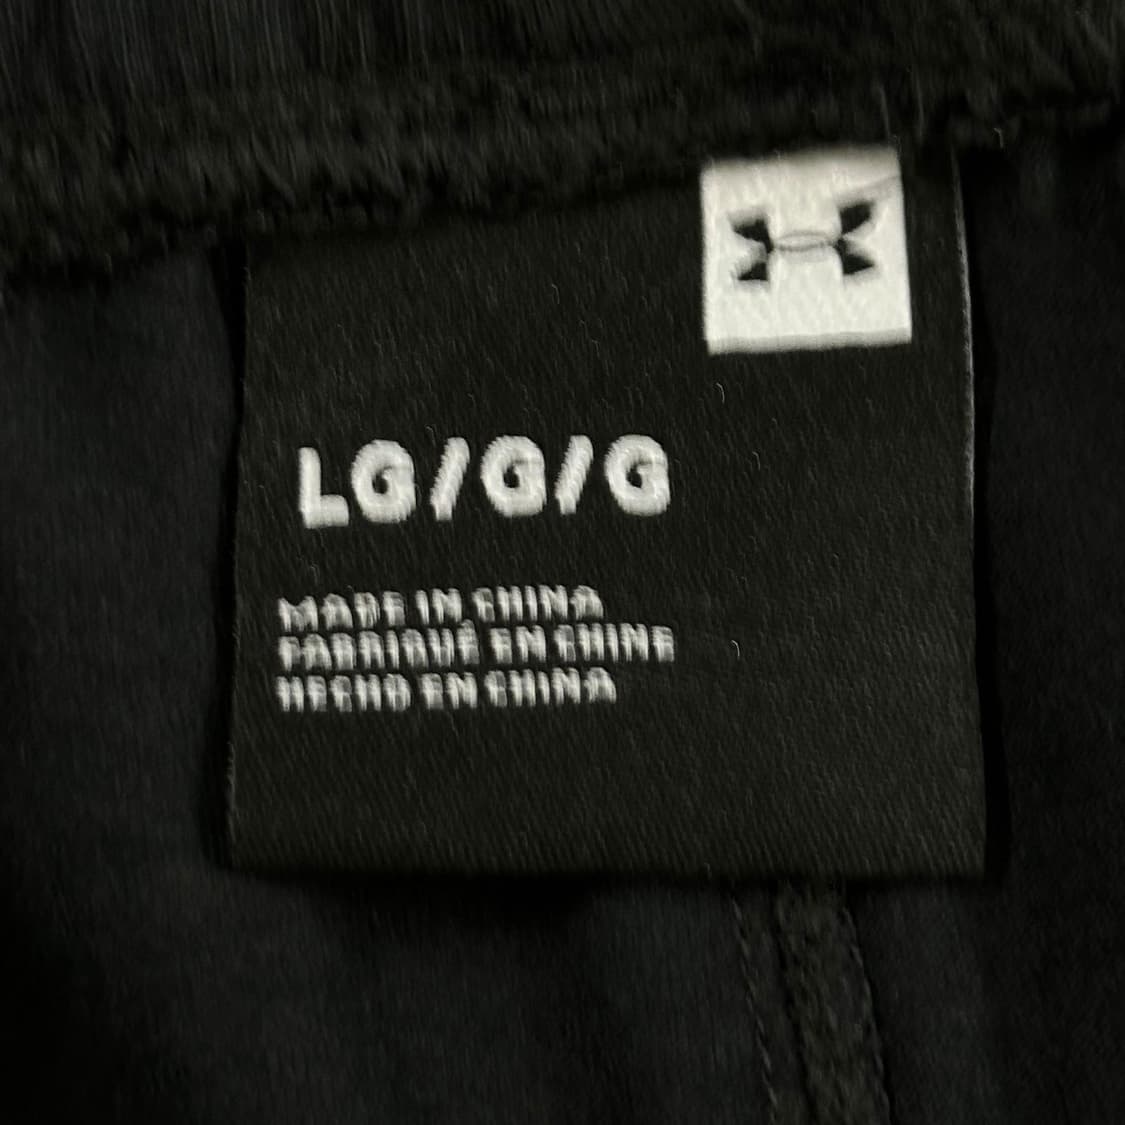 LG/G/G
MADE IN CHINA
FABRIQUÉ EN CHINE
HECHO EN CHINA